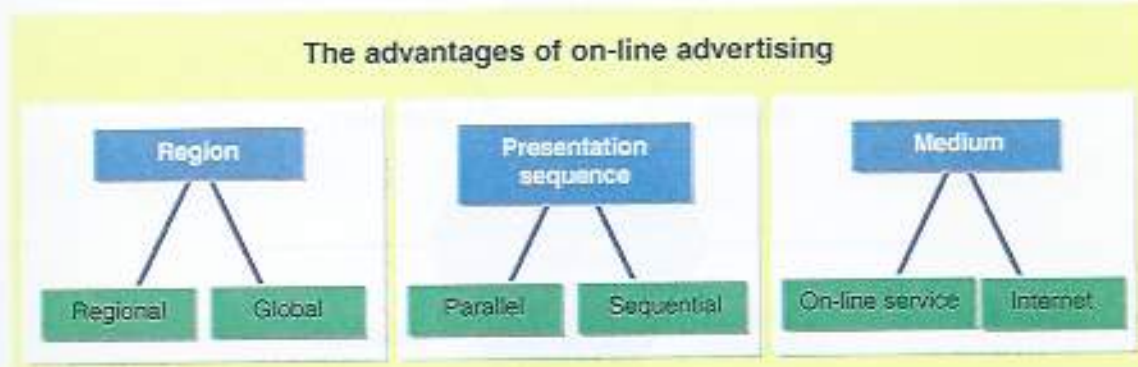 The advantages of on-line advertising
Region
Regional
Global
Presentation
sequence
Parallel
Sequential
Medium
On-line service
Internet